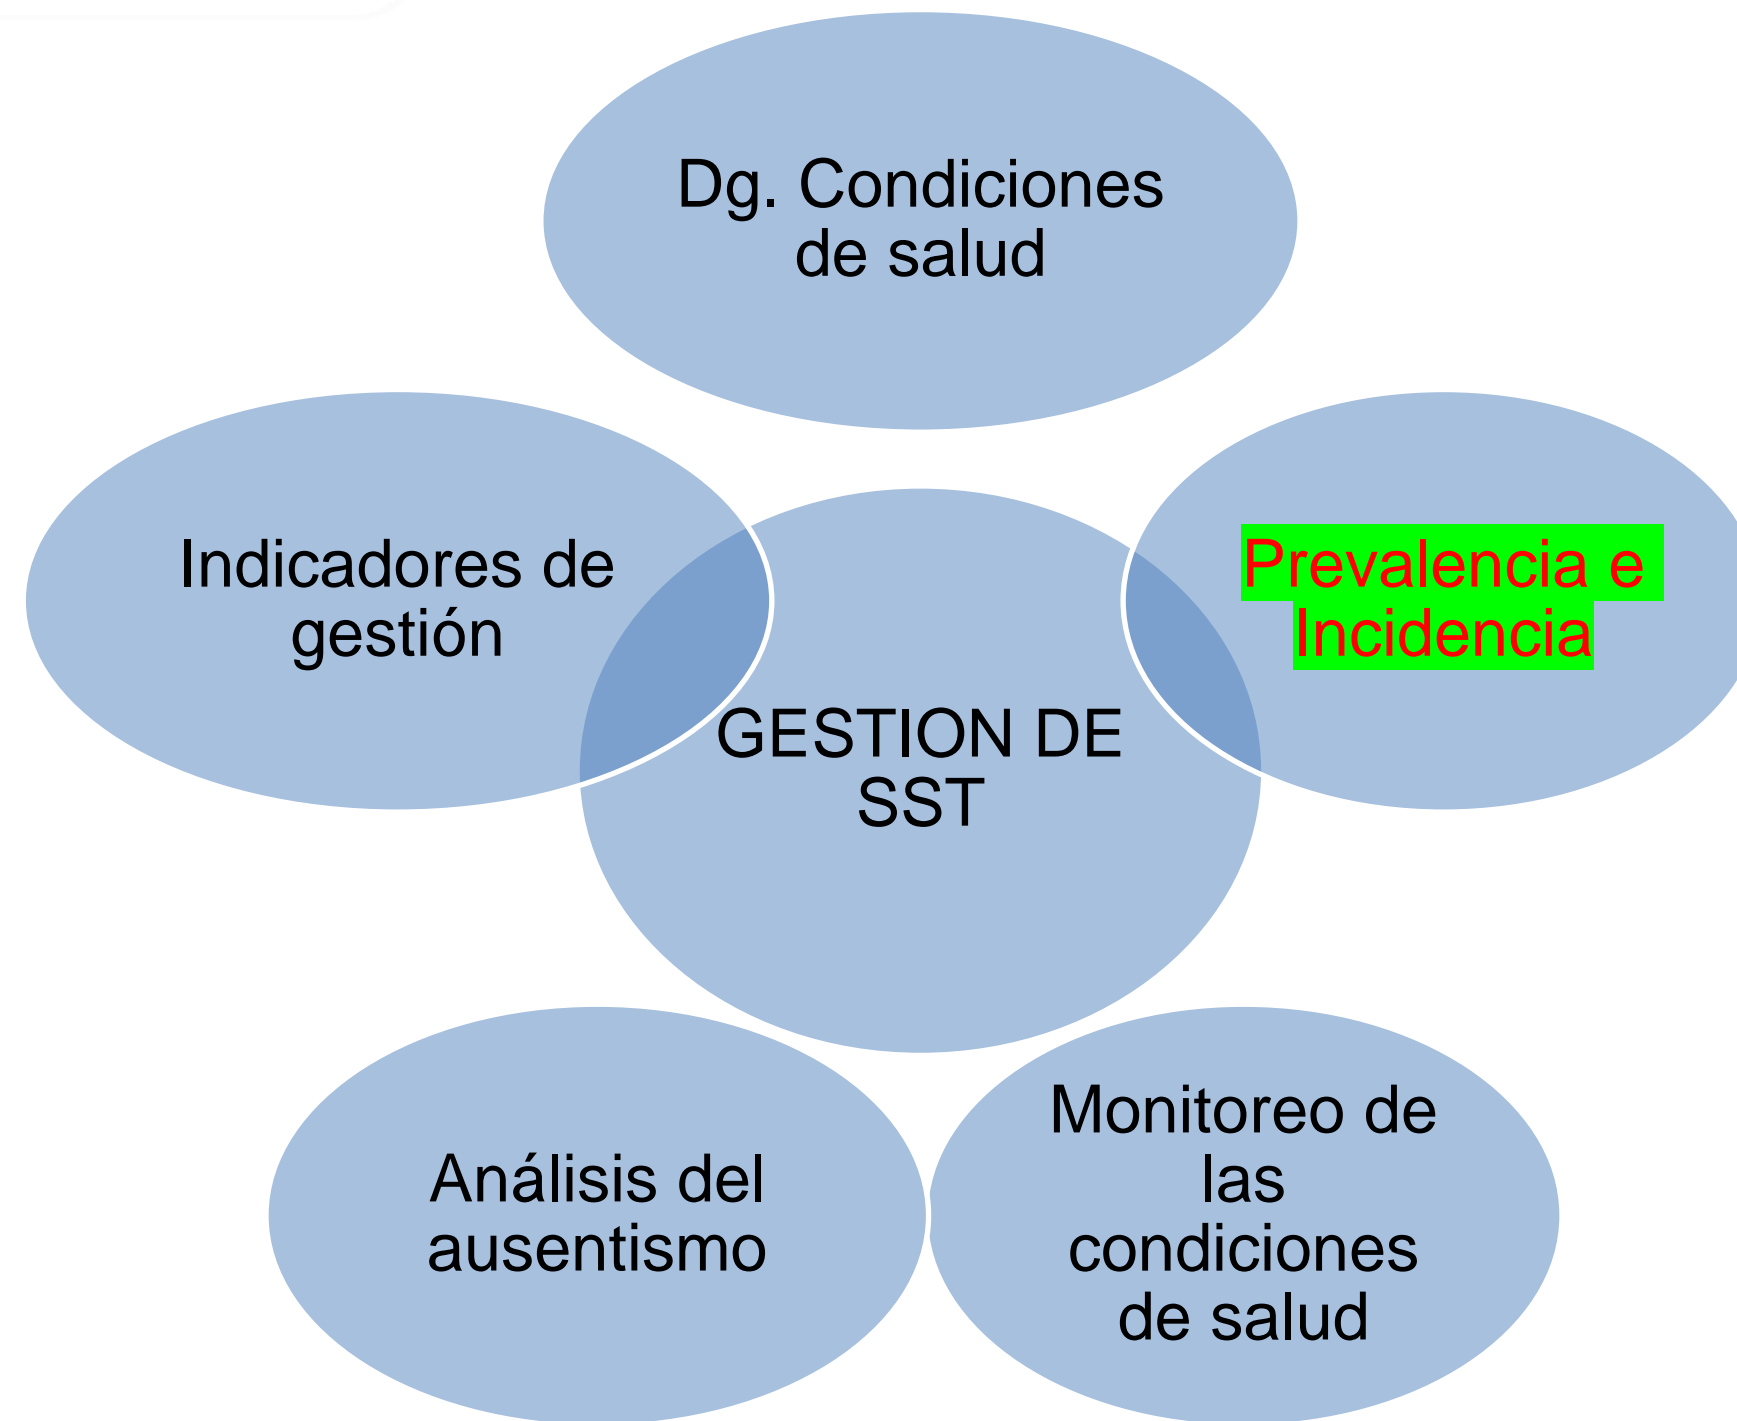 Dg. Condiciones
de salud
Indicadores de
gestión
Prevalencia e
Incidencia
GESTION DE
SST
Análisis del
ausentismo
Monitoreo de
las
condiciones
de salud